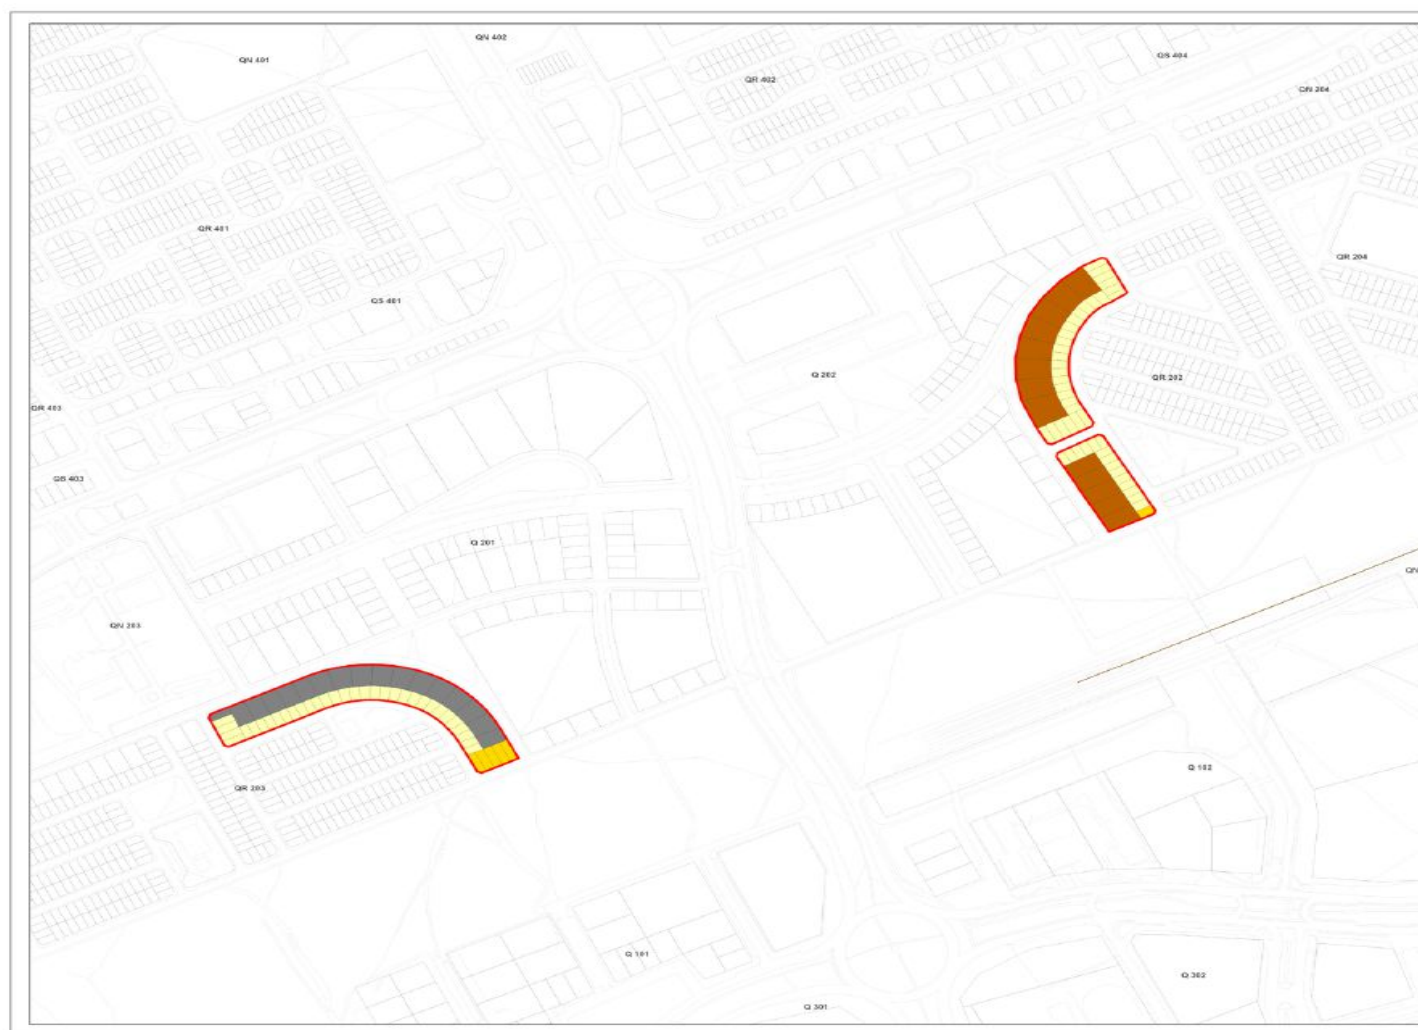 QN 402
QN 401
QS 404
QR 402
QN 204
QR 401
QR 204
QS 401
Q 202
QR 202
QR 403
QS 403
Q 201
QN
QN 203
Q 102
QR 203
Q 101
Q 302
Q 301